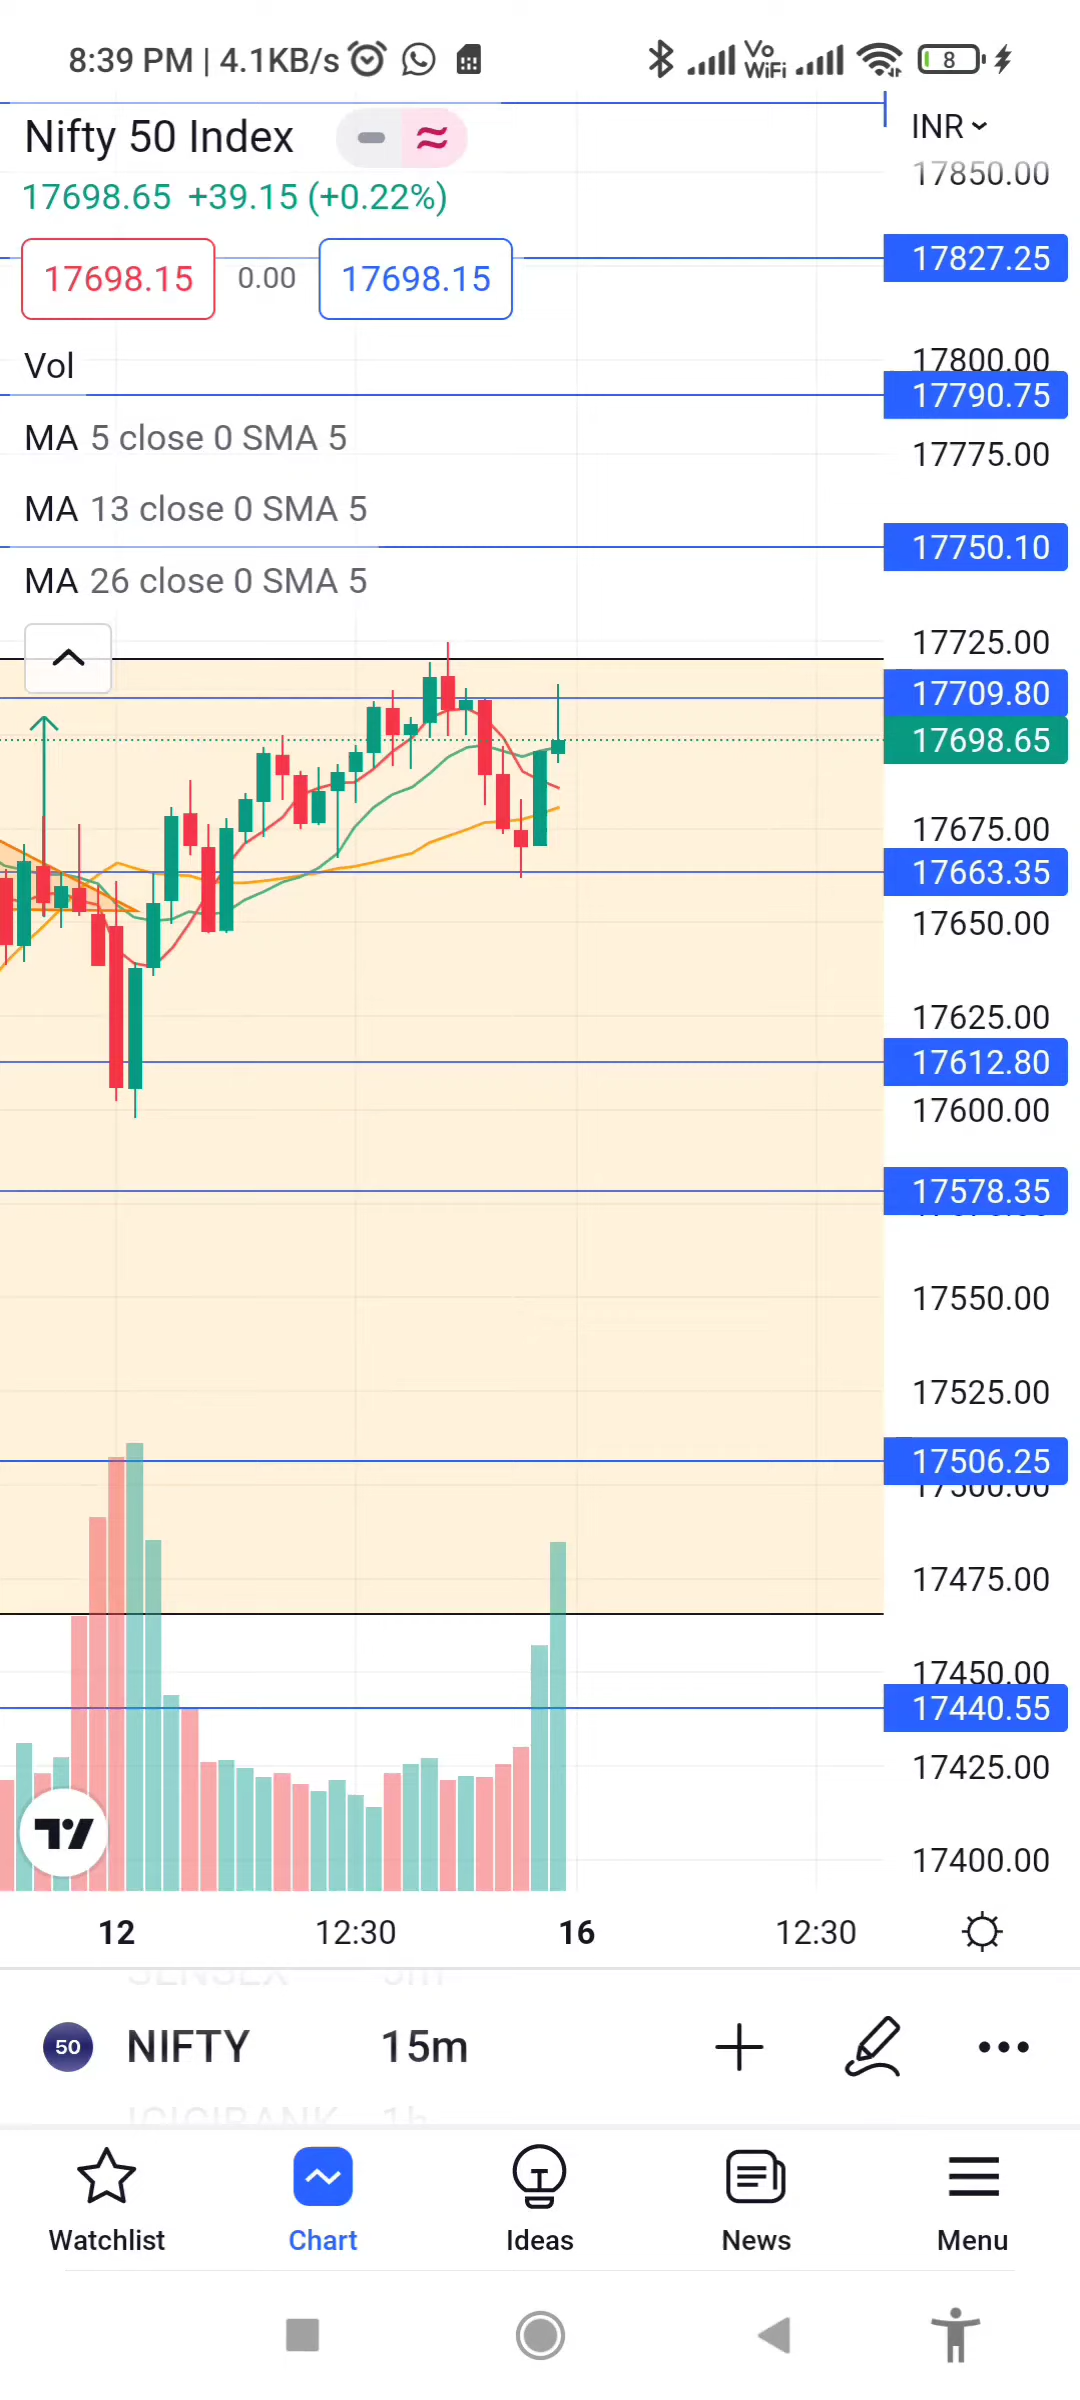 8:39 PM | 4.1KB/s Vo WiFi 8
Nifty 50 Index
INR
17850.00
17698.65 +39.15 (+0.22%)
17698.15 0.00 17698.15
17827.25
Vol
17800.00
17790.75
MA 5 close 0 SMA 5
17775.00
MA 13 close 0 SMA 5
17750.10
MA 26 close 0 SMA 5
17725.00
17709.80
17698.65
17675.00
17663.35
17650.00
17625.00
17612.80
17600.00
17578.35
17550.00
17525.00
17506.25
17500.00
17475.00
17450.00
17440.55
17425.00
17400.00
12 12:30 16 12:30
SENSEX
50 NIFTY 15m
ICICIBANK 1h
Watchlist Chart Ideas News Menu